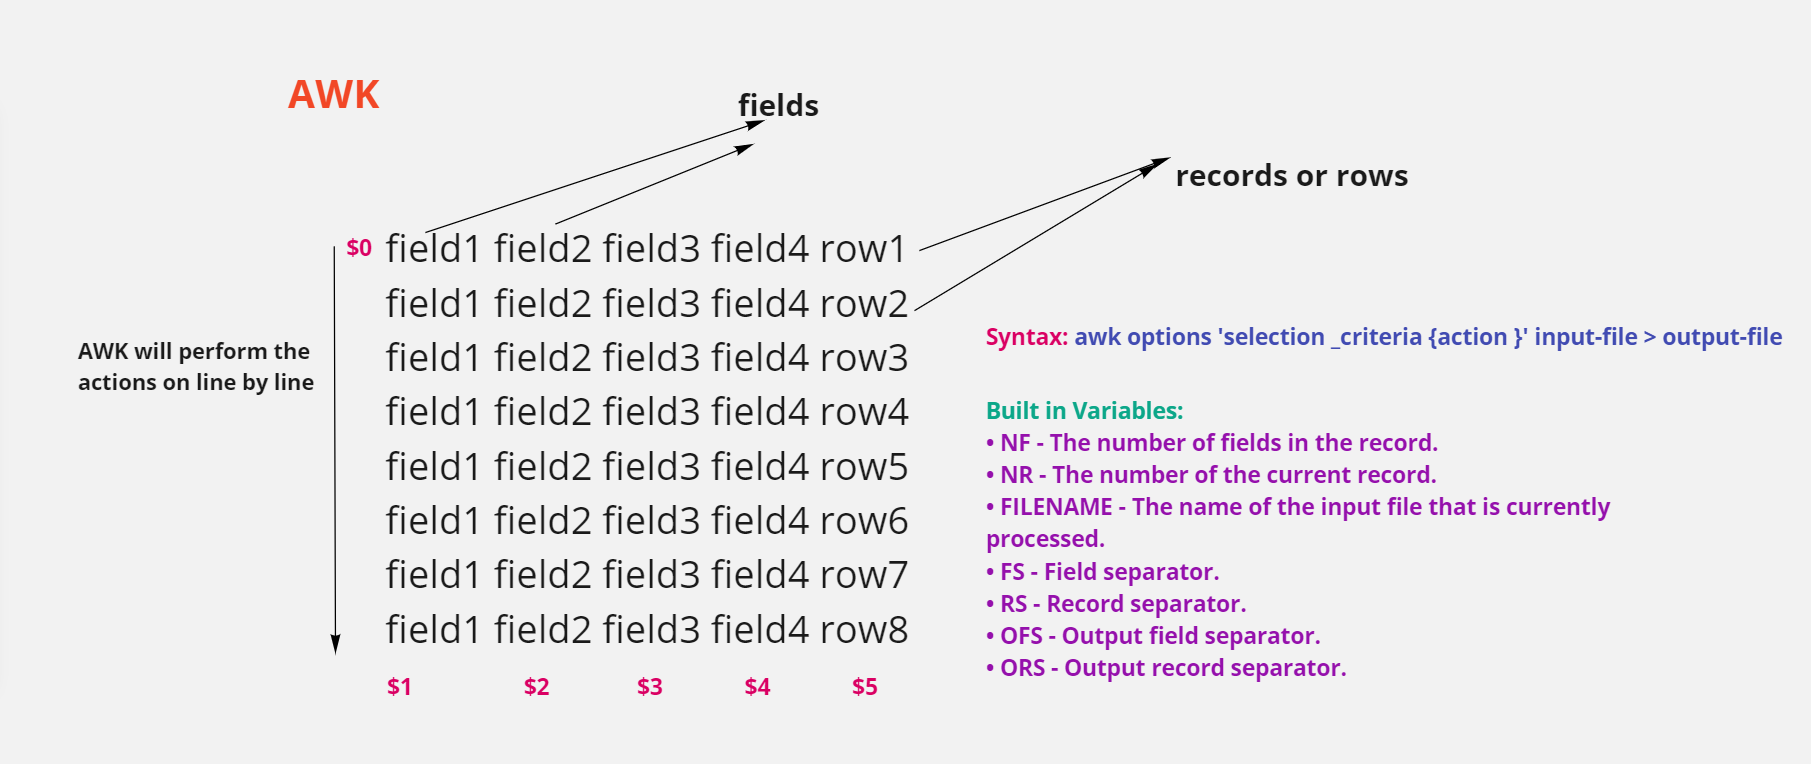 AWK
fields
records or rows
$0 field1 field2 field3 field4 row1
field1 field2 field3 field4 row2
field1 field2 field3 field4 row3
field1 field2 field3 field4 row4
field1 field2 field3 field4 row5
field1 field2 field3 field4 row6
field1 field2 field3 field4 row7
field1 field2 field3 field4 row8
$1 $2 $3 $4 $5
AWK will perform the
actions on line by line
Syntax: awk options 'selection _criteria {action }' input-file > output-file
Built in Variables:
• NF - The number of fields in the record.
• NR - The number of the current record.
• FILENAME - The name of the input file that is currently
processed.
• FS - Field separator.
• RS - Record separator.
• OFS - Output field separator.
• ORS - Output record separator.